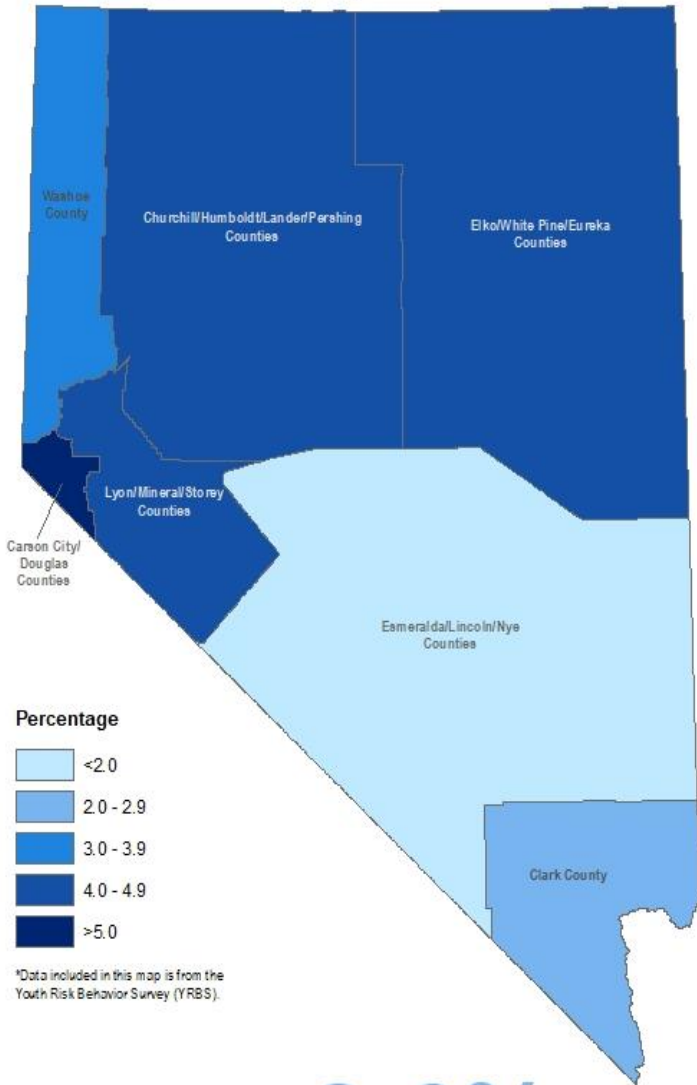 Washoe
County
Churchill/Humboldt/Lander/Pershing
Counties
Elko/White Pine/Eureka
Counties
Lyon/Mineral/Storey
Counties
Carson City/
Douglas
Counties
Esmeralda/Lincoln/Nye
Counties
Clark County
Percentage
<2.0
2.0 - 2.9
3.0 - 3.9
4.0 - 4.9
>5.0
*Data included in this map is from the
Youth Risk Behavior Survey (YRBS).